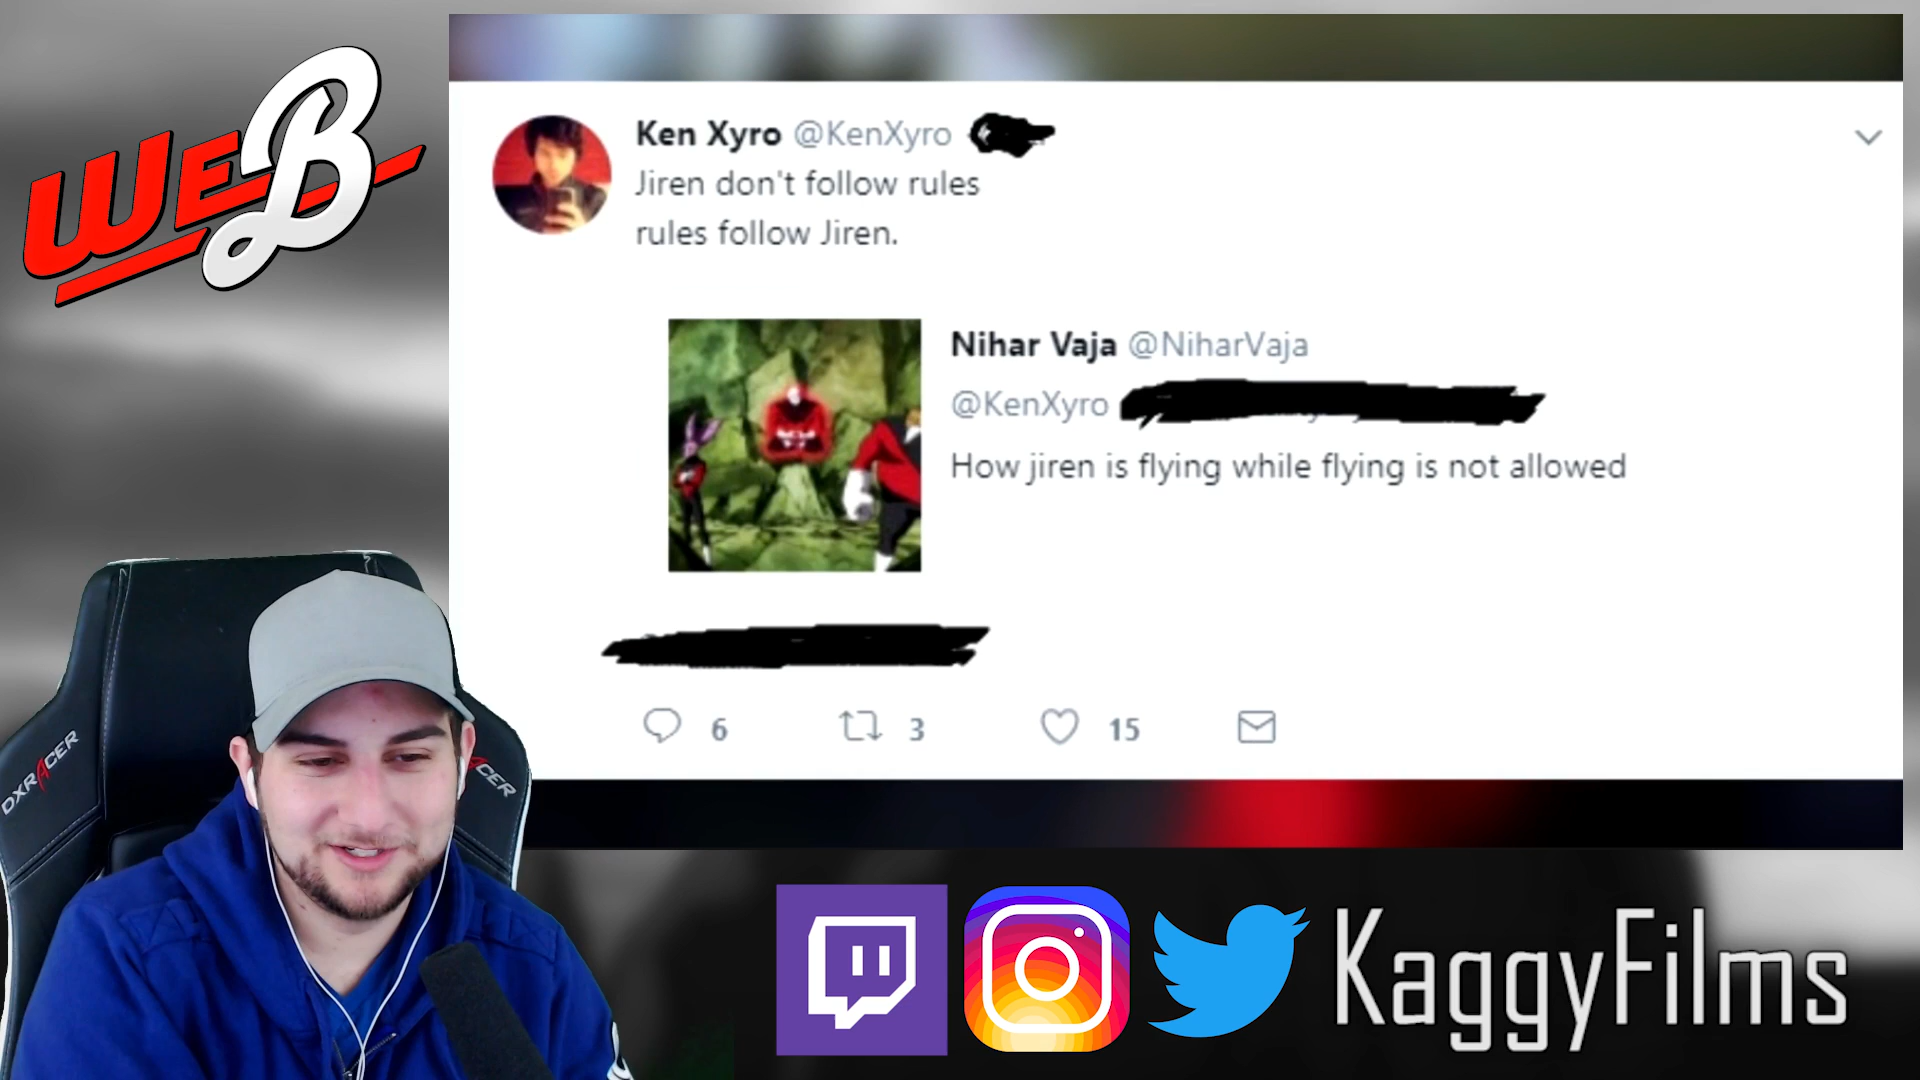 WEB
Ken Xyro @KenXyro
Jiren don't follow rules
rules follow Jiren.
Nihar Vaja @NiharVaja
@KenXyro
How jiren is flying while flying is not allowed
6 3 15
DXRACER
ACER
KaggyFilms